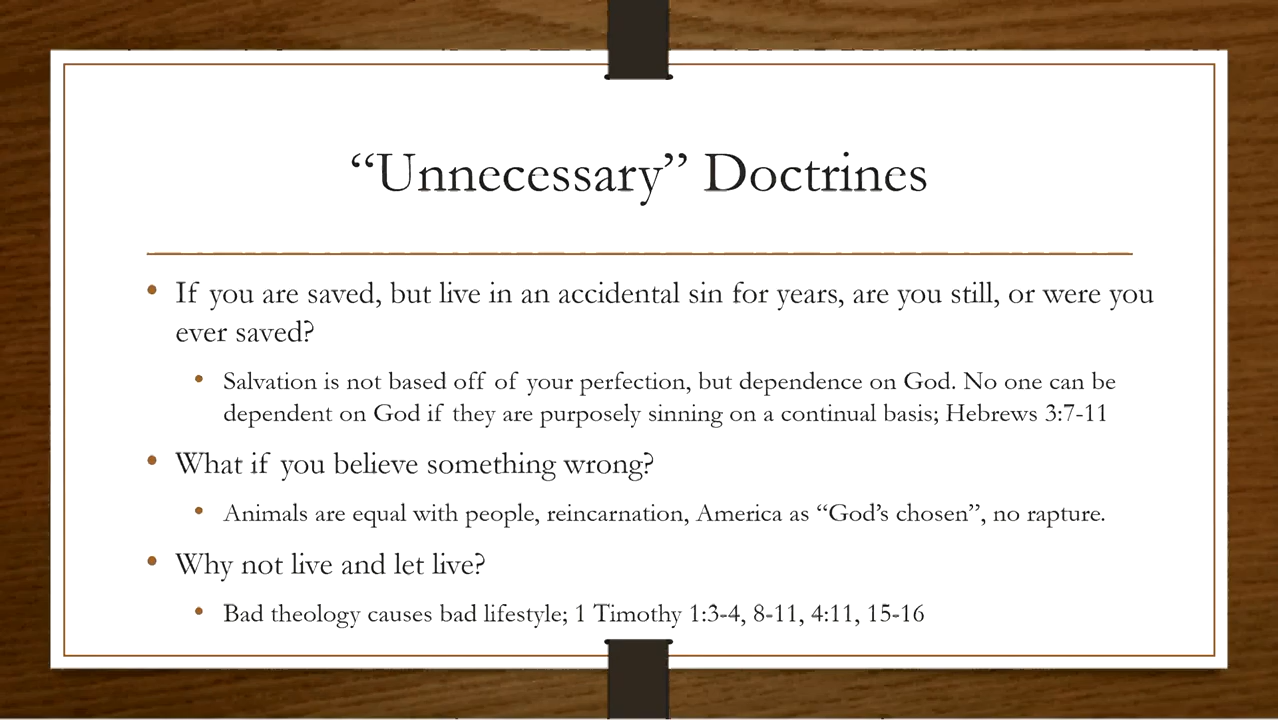 “Unnecessary” Doctrines
• If you are saved, but live in an accidental sin for years, are you still, or were you
ever saved?
• Salvation is not based off of your perfection, but dependence on God. No one can be
dependent on God if they are purposely sinning on a continual basis; Hebrews 3:7-11
• What if you believe something wrong?
• Animals are equal with people, reincarnation, America as “God’s chosen”, no rapture.
• Why not live and let live?
• Bad theology causes bad lifestyle; 1 Timothy 1:3-4, 8-11, 4:11, 15-16